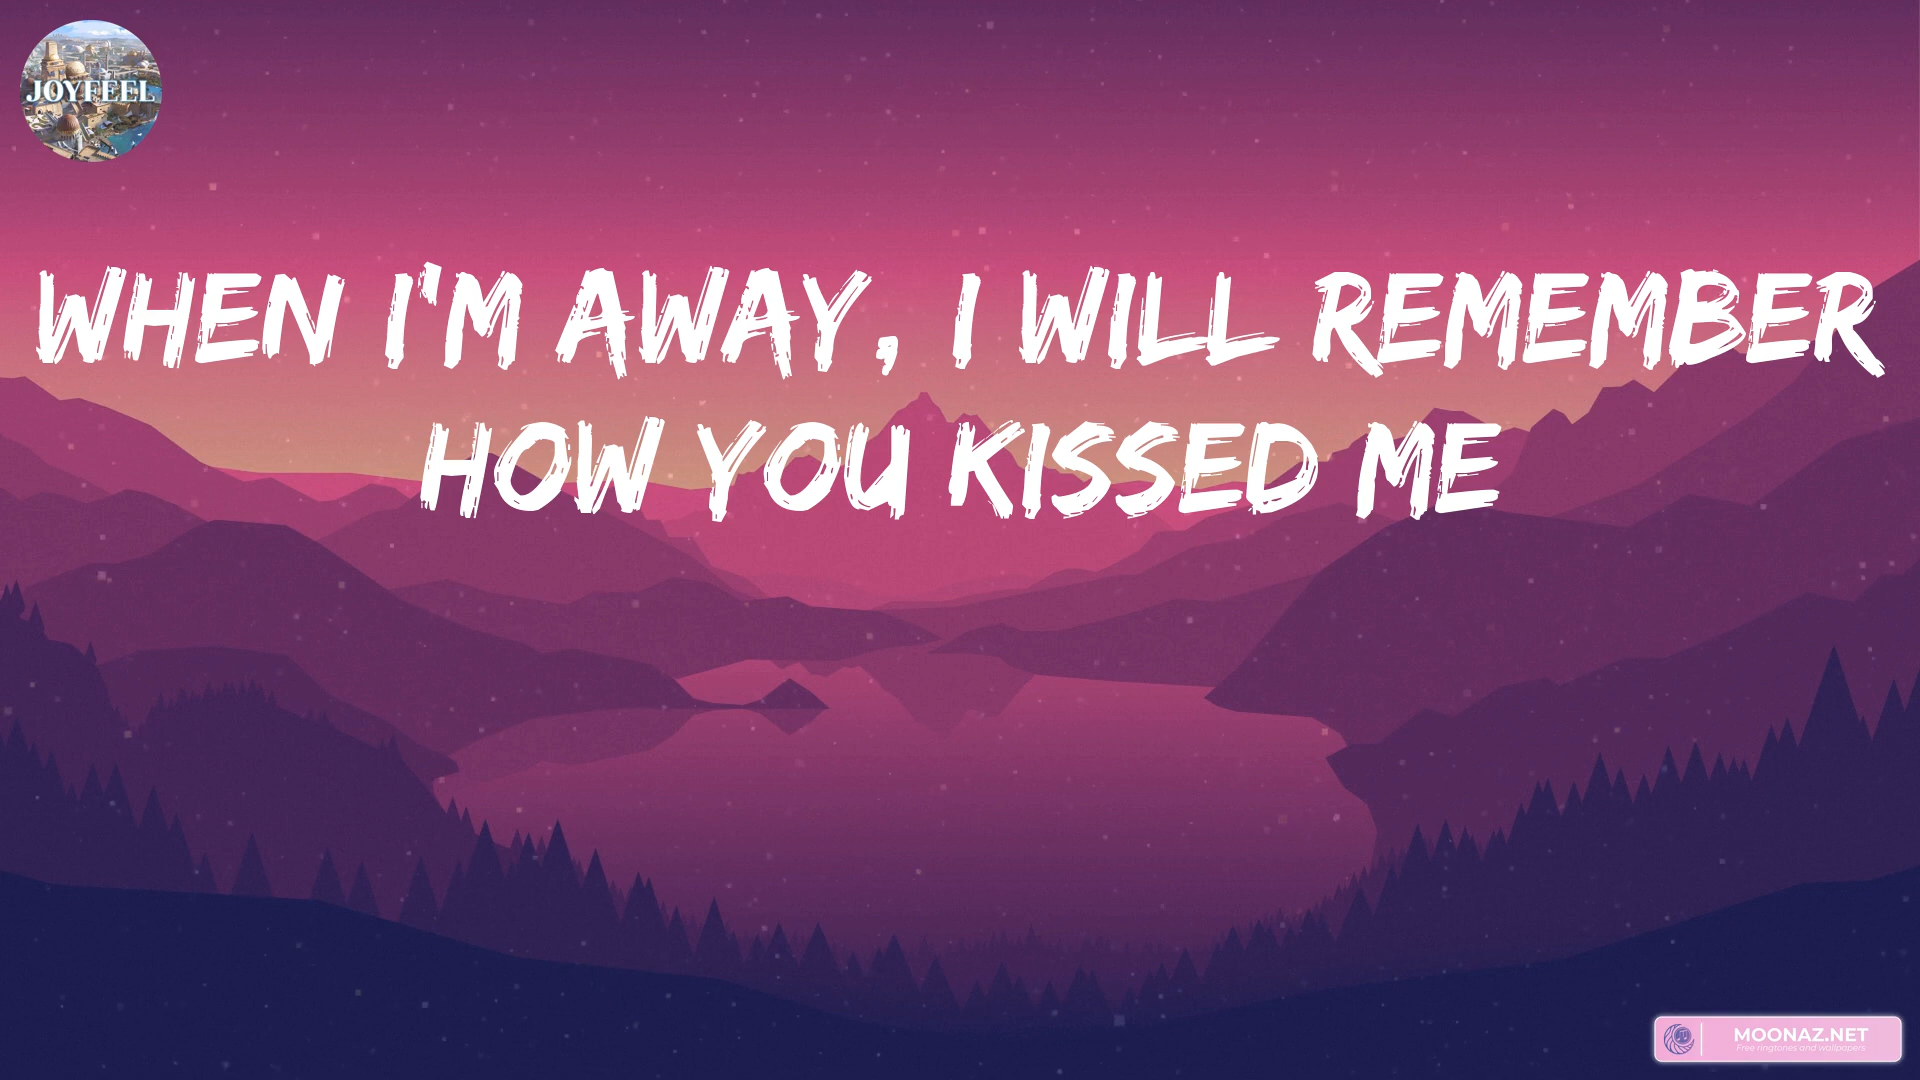 JOYFEEL
WHEN I'M AWAY, I WILL REMEMBER
HOW YOU KISSED ME
MOONAZ.NET
Free ringtones and wallpapers